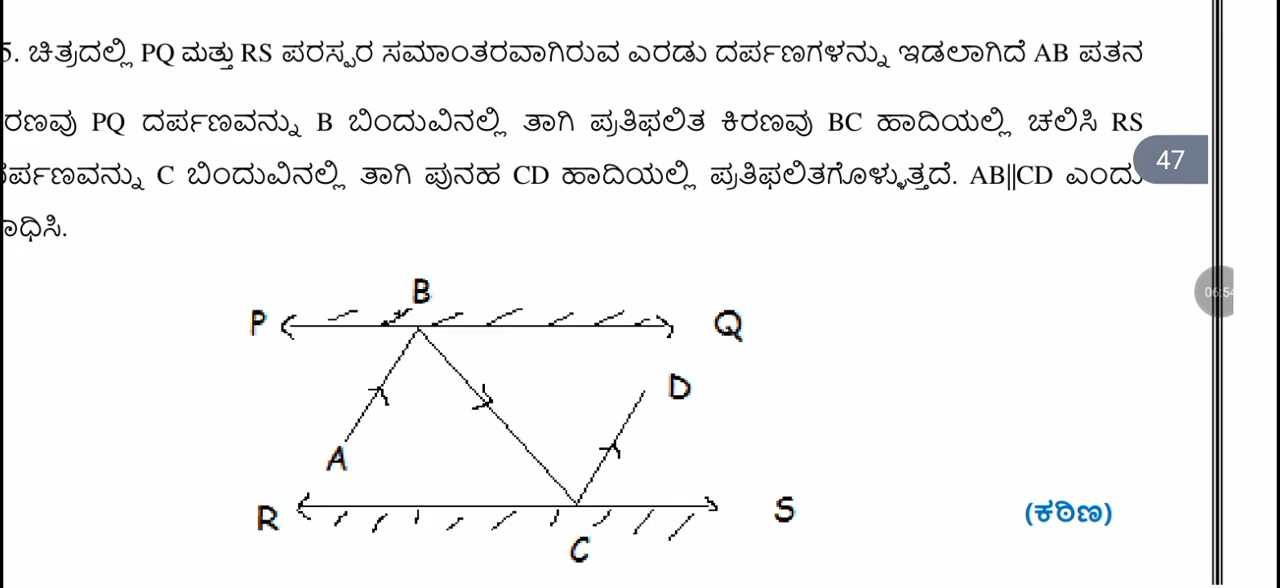 5. ಚಿತ್ರದಲ್ಲಿ PQ ಮತ್ತು RS ಪರಸ್ಪರ ಸಮಾಂತರವಾಗಿರುವ ಎರಡು ದರ್ಪಣಗಳನ್ನು ಇಡಲಾಗಿದೆ AB ಪತನ
ರಣವು PQ ದರ್ಪಣವನ್ನು B ಬಿಂದುವಿನಲ್ಲಿ ತಾಗಿ ಪ್ರತಿಫಲಿತ ಕಿರಣವು BC ಹಾದಿಯಲ್ಲಿ ಚಲಿಸಿ RS
ರ್ಪಣವನ್ನು C ಬಿಂದುವಿನಲ್ಲಿ ತಾಗಿ ಪುನಹ CD ಹಾದಿಯಲ್ಲಿ ಪ್ರತಿಫಲಿತಗೊಳ್ಳುತ್ತದೆ. AB||CD ಎಂದು
ಾಧಿಸಿ.
47
06:54
B
P Q
D
A
R S
C
(ಕಠಿಣ)